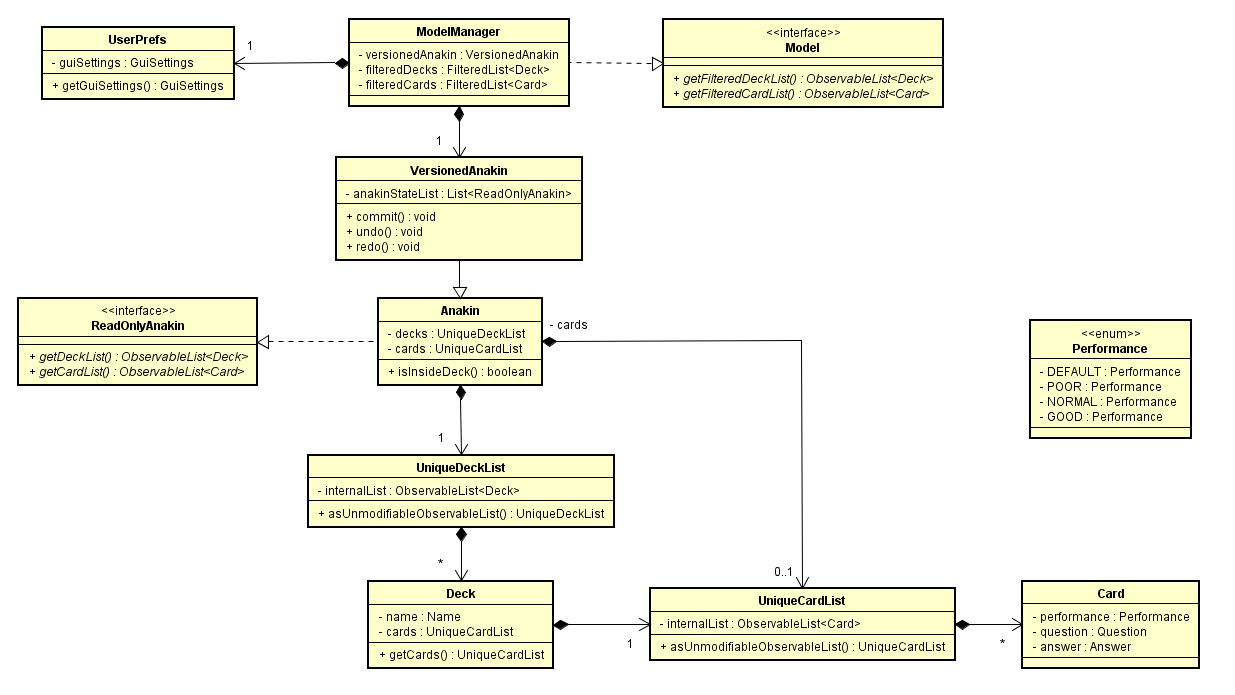 UserPrefs
- guiSettings : GuiSettings
+ getGuiSettings() : GuiSettings
1
ModelManager
- versionedAnakin : VersionedAnakin
- filteredDecks : FilteredList<Deck>
- filteredCards : FilteredList<Card>
<<interface>>
Model
+ getFilteredDeckList() : ObservableList<Deck>
+ getFilteredCardList() : ObservableList<Card>
1
VersionedAnakin
- anakinStateList : List<ReadOnlyAnakin>
+ commit() : void
+ undo() : void
+ redo() : void
<<interface>>
ReadOnlyAnakin
+ getDeckList() : ObservableList<Deck>
+ getCardList() : ObservableList<Card>
Anakin
- decks : UniqueDeckList
- cards : UniqueCardList
+ isInsideDeck() : boolean
- cards
<<enum>>
Performance
- DEFAULT : Performance
- POOR : Performance
- NORMAL : Performance
- GOOD : Performance
1
UniqueDeckList
- internalList : ObservableList<Deck>
+ asUnmodifiableObservableList() : UniqueDeckList
*
0..1
Deck
- name : Name
- cards : UniqueCardList
+ getCards() : UniqueCardList
1
UniqueCardList
- internalList : ObservableList<Card>
+ asUnmodifiableObservableList() : UniqueCardList
*
Card
- performance : Performance
- question : Question
- answer : Answer